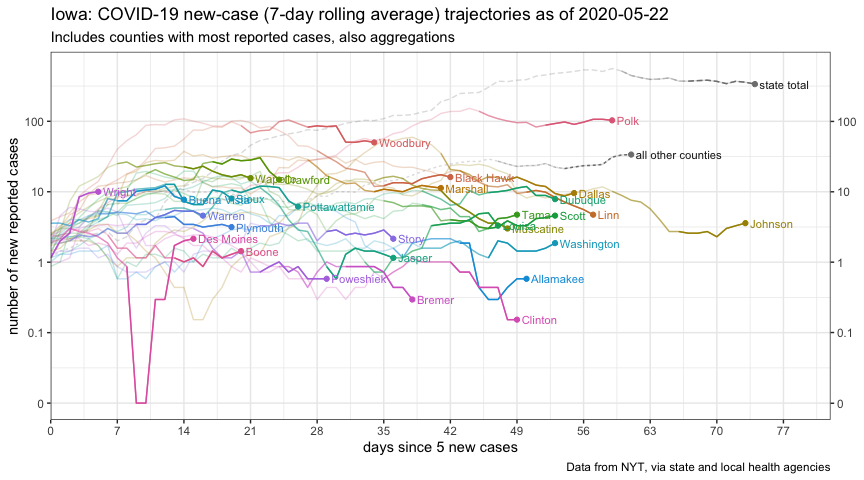 Iowa: COVID-19 new-case (7-day rolling average) trajectories as of 2020-05-22
Includes counties with most reported cases, also aggregations
number of new reported cases
100
10
1
0.1
0
100
10
1
0.1
0
state total
Polk
Woodbury
all other counties
Wright
Wapello
Crawford
Black Hawk
Marshall
Dallas
Dubuque
Buena Vista
Sioux
Pottawattamie
Warren
Tama
Scott
Linn
Johnson
Plymouth
Muscatine
Des Moines
Story
Washington
Boone
Jasper
Poweshiek
Allamakee
Bremer
Clinton
0 7 14 21 28 35 42 49 56 63 70 77
days since 5 new cases
Data from NYT, via state and local health agencies